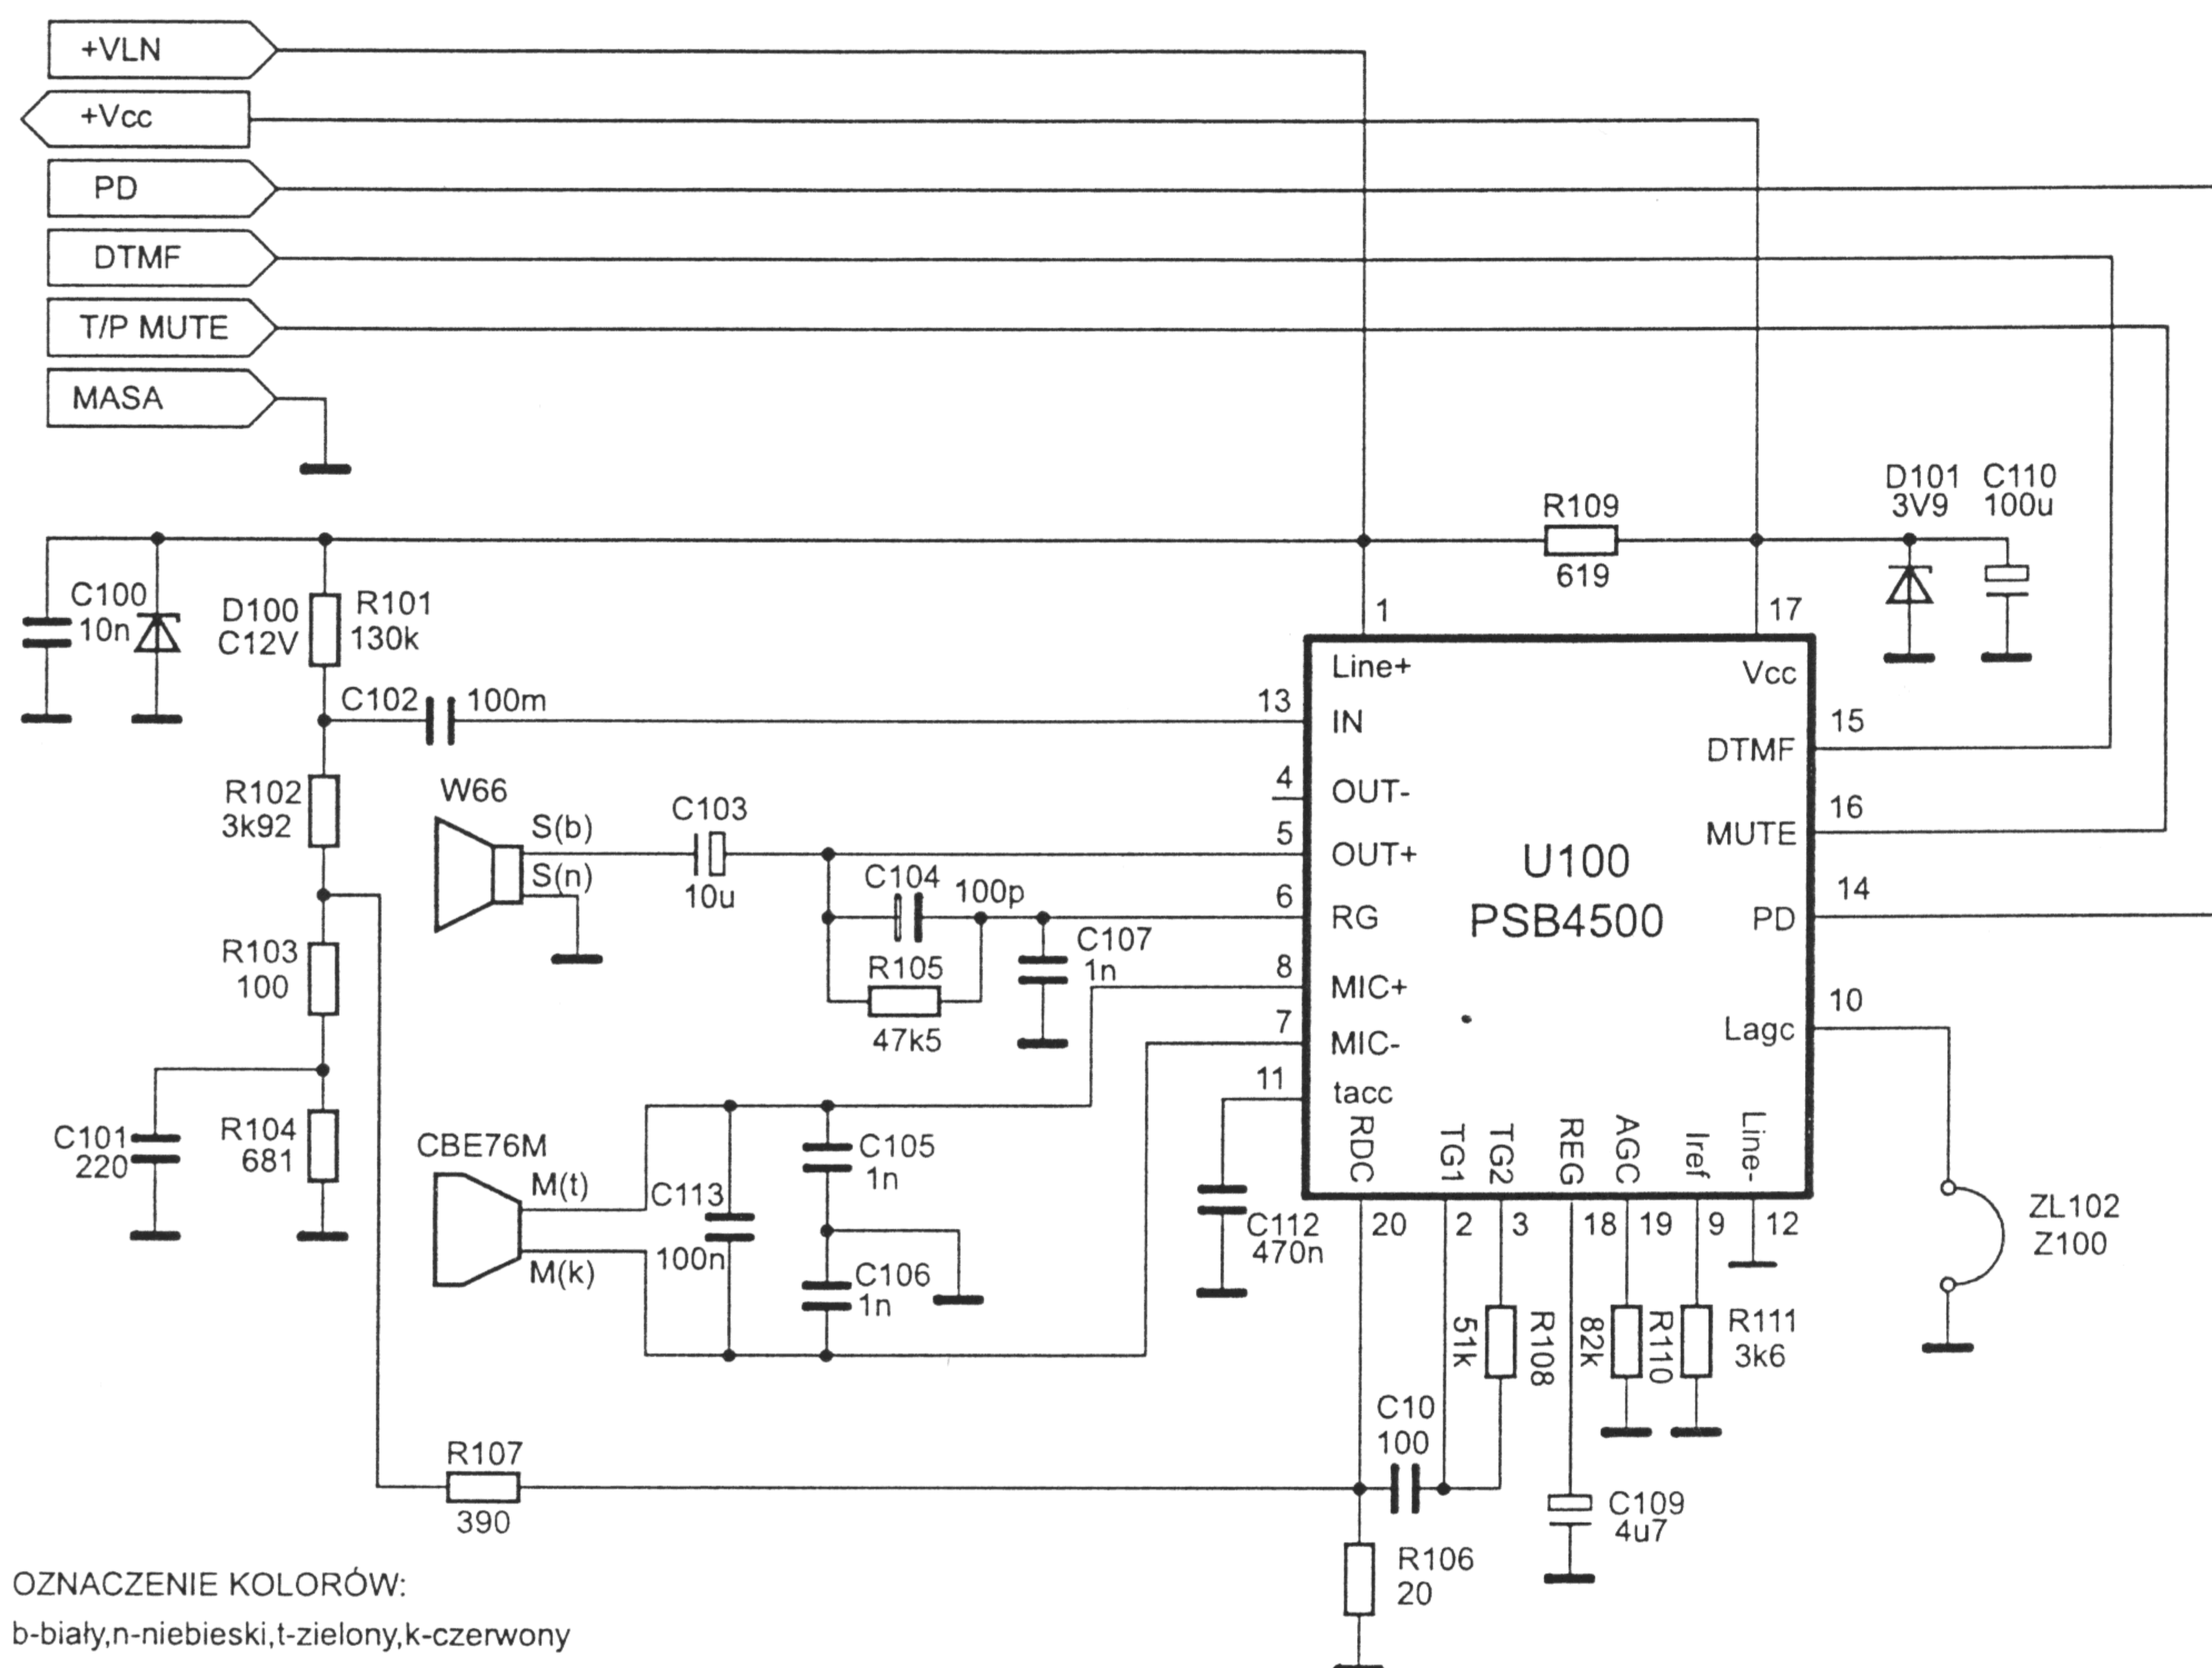 +VLN
+Vcc
PD
DTMF
T/P MUTE
MASA
D101
3V9
C110
100u
R109
619
C100
10n
D100
C12V
R101
130k
1
17
Line+
Vcc
C102
100m
13
IN
15
DTMF
R102
3k92
W66
S(b)
S(n)
C103
10u
4
OUT-
5
OUT+
16
MUTE
U100
PSB4500
C104
100p
6
RG
14
PD
R103
100
R105
47k5
C107
1n
8
MIC+
7
MIC-
10
Lagc
11
tacc
C101
220
R104
681
CBE76M
M(t)
M(k)
C113
100n
C105
1n
C106
1n
C112
470n
RDC
TG1
TG2
REG
AGC
Iref
Line-
20
2
3
18
19
9
12
ZL102
Z100
51k
R108
82k
R110
R111
3k6
C10
100
R107
390
C109
4u7
R106
20
OZNACZENIE KOLORÓW:
b-biały,n-niebieski,t-zielony,k-czerwony